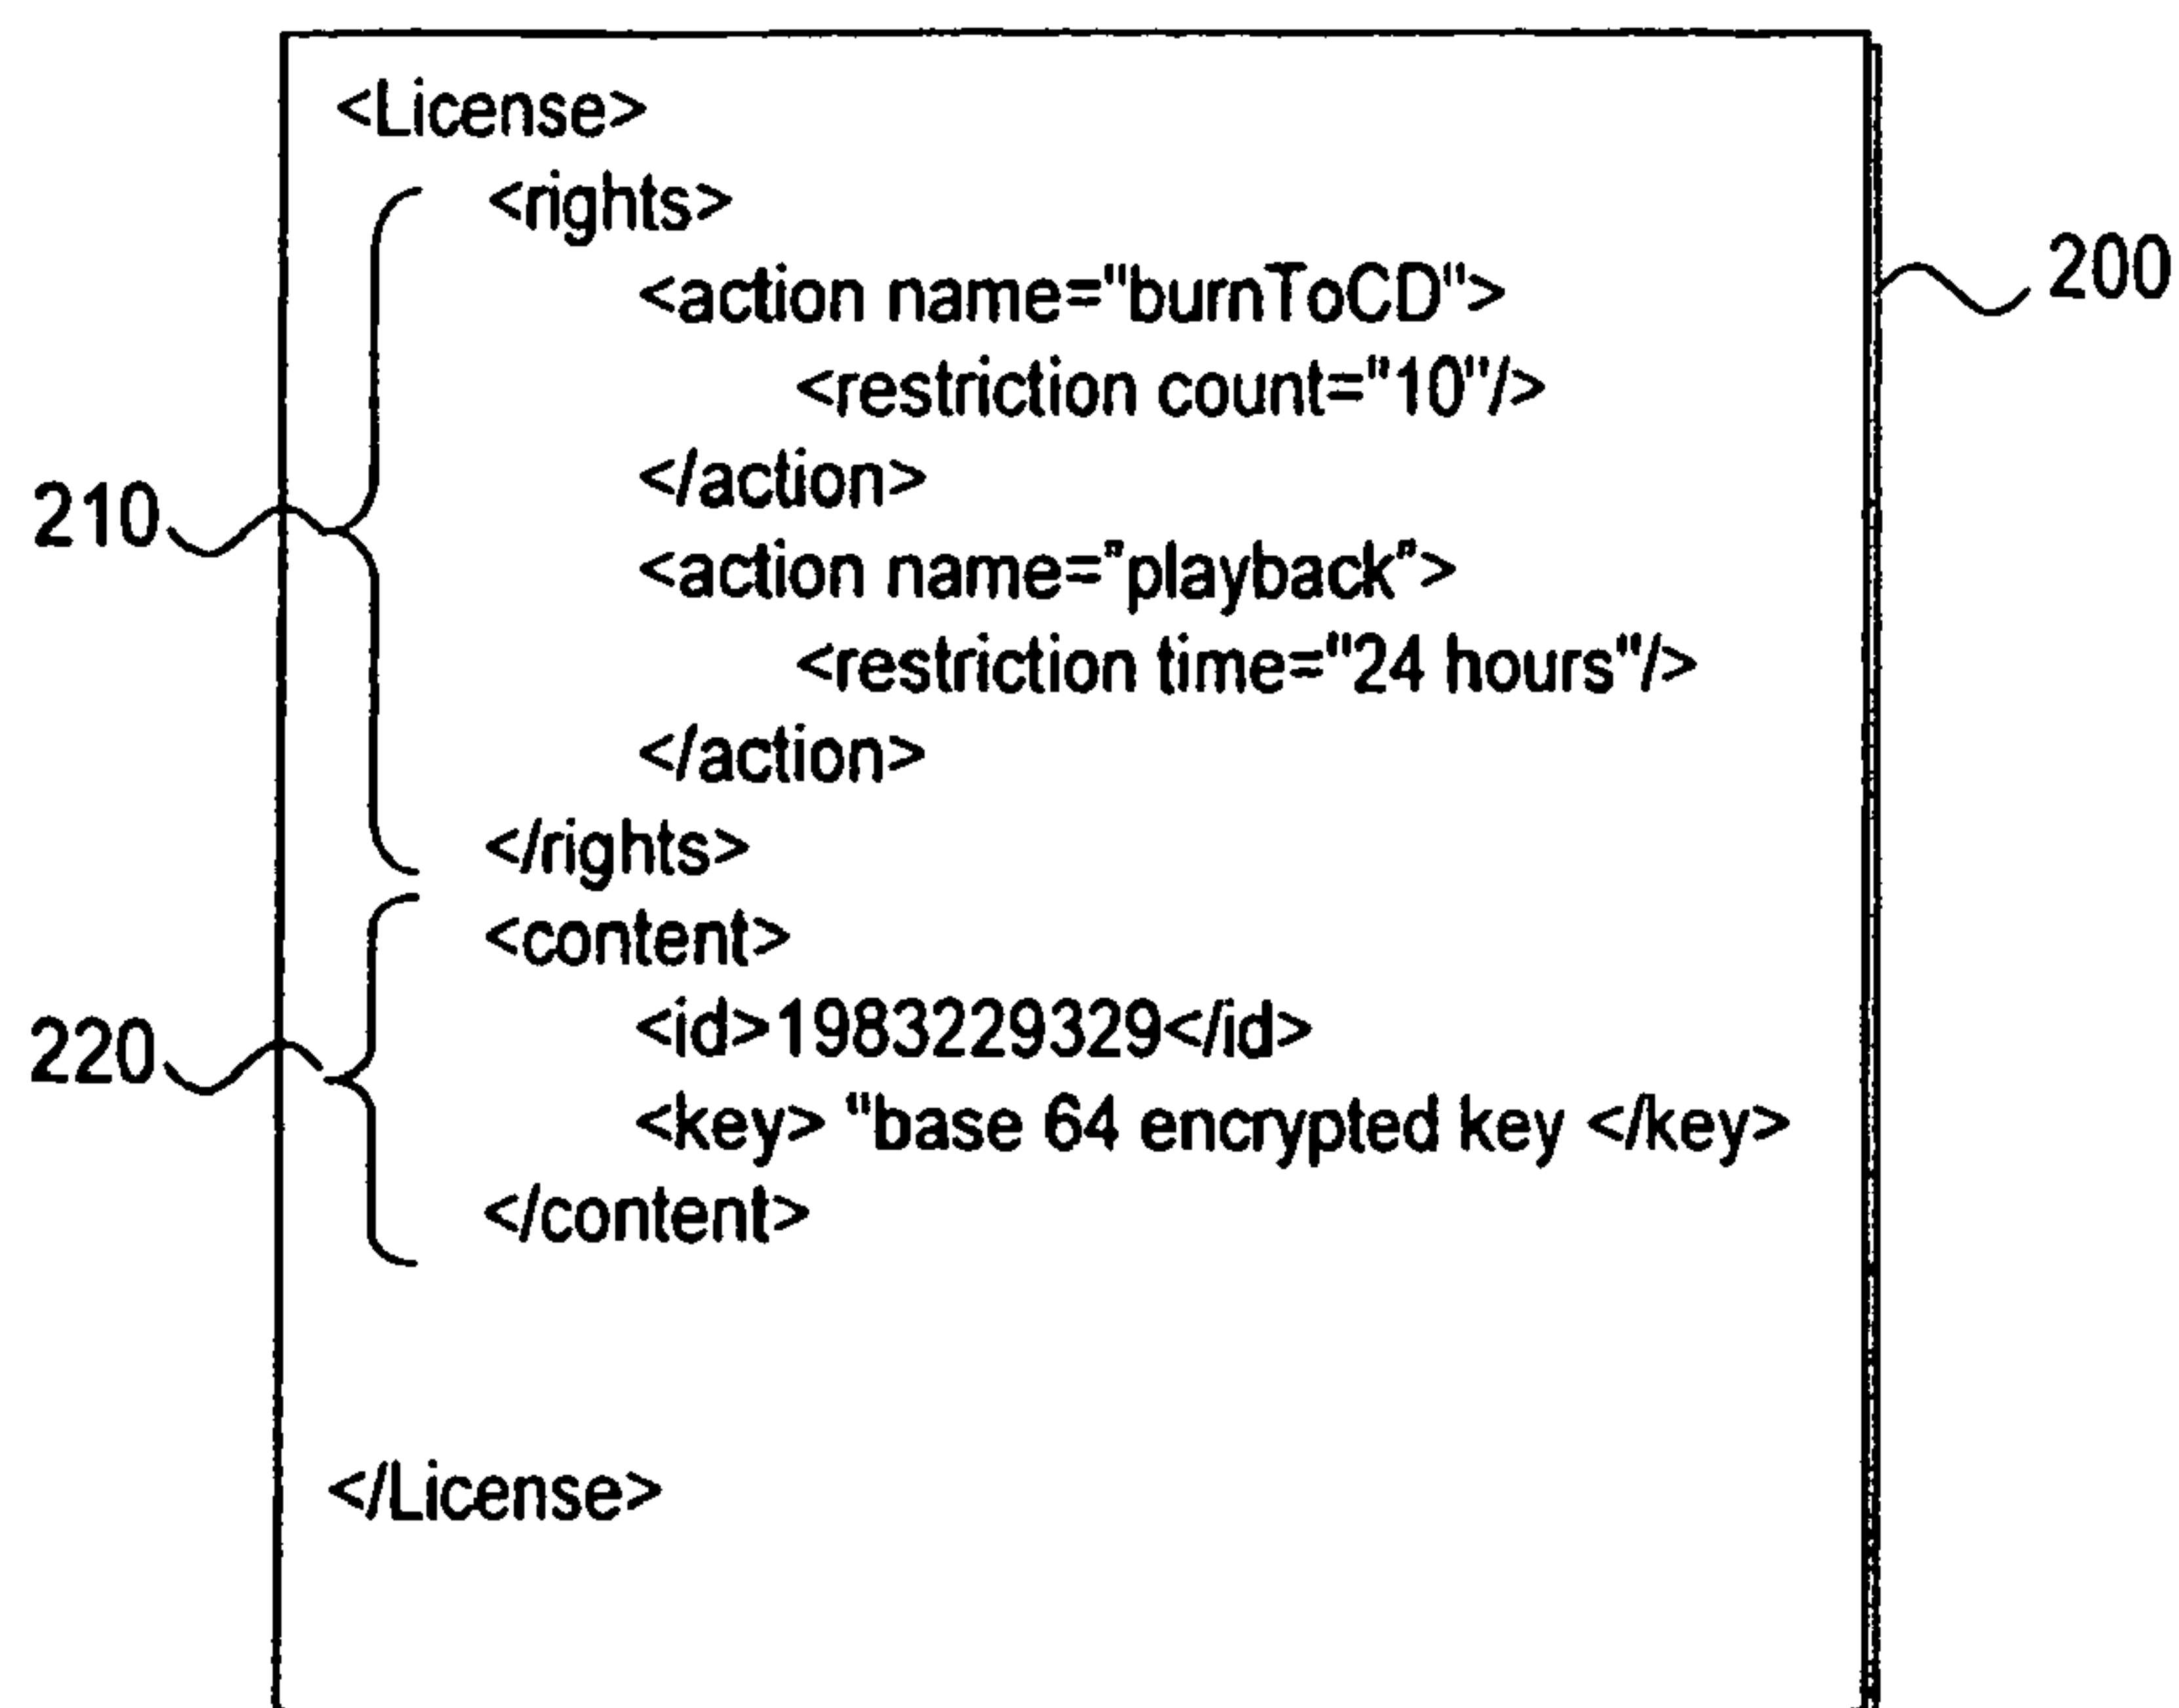 <License>
<rights>
<action name="burnToCD">
200
<restriction count="10"/>
</action>
210
<action name="playback">
<restriction time="24 hours"/>
</action>
</rights>
<content>
<id>1983229329</id>
220
<key> "base 64 encrypted key </key>
</content>
</License>